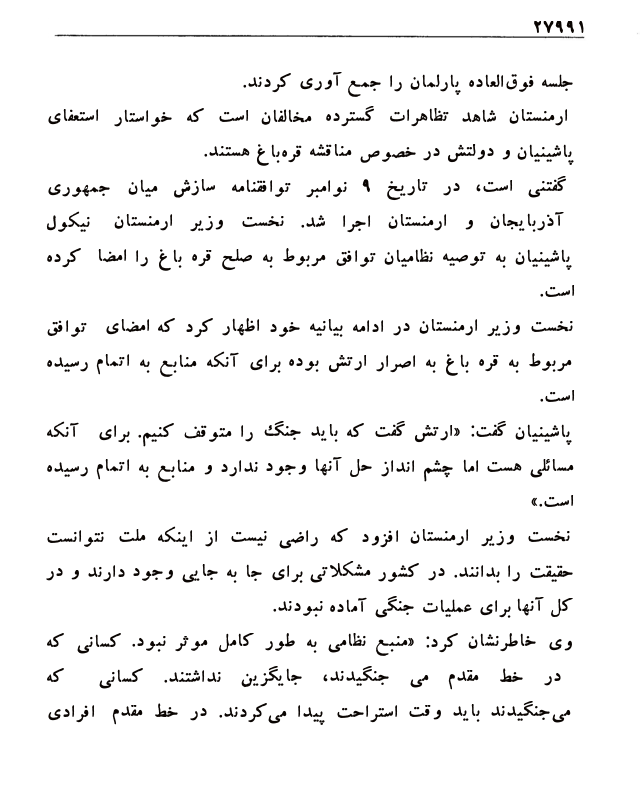 ۲۷۹۹۱
جلسه فوق‌العاده پارلمان را جمع آوری کردند.
ارمنستان شاهد تظاهرات گسترده مخالفان است که خواستار استعفای
پاشینیان و دولتش در خصوص مناقشه قره‌باغ هستند.
گفتنی است، در تاریخ ۹ نوامبر توافقنامه سازش میان جمهوری
آذربایجان و ارمنستان اجرا شد. نخست وزیر ارمنستان نیکول
پاشینیان به توصیه نظامیان توافق مربوط به صلح قره باغ را امضا کرده
است.
نخست وزیر ارمنستان در ادامه بیانیه خود اظهار کرد که امضای توافق
مربوط به قره باغ به اصرار ارتش بوده برای آنکه منابع به اتمام رسیده
است.
پاشینیان گفت: «ارتش گفت که باید جنگ را متوقف کنیم. برای آنکه
مسائلی هست اما چشم انداز حل آنها وجود ندارد و منابع به اتمام رسیده
است.»
نخست وزیر ارمنستان افزود که راضی نیست از اینکه ملت نتوانست
حقیقت را بدانند. در کشور مشکلاتی برای جا به جایی وجود دارند و در
کل آنها برای عملیات جنگی آماده نبودند.
وی خاطرنشان کرد: «منبع نظامی به طور کامل موثر نبود. کسانی که
در خط مقدم می جنگیدند، جایگزین نداشتند. کسانی که
می‌جنگیدند باید وقت استراحت پیدا می‌کردند. در خط مقدم افرادی